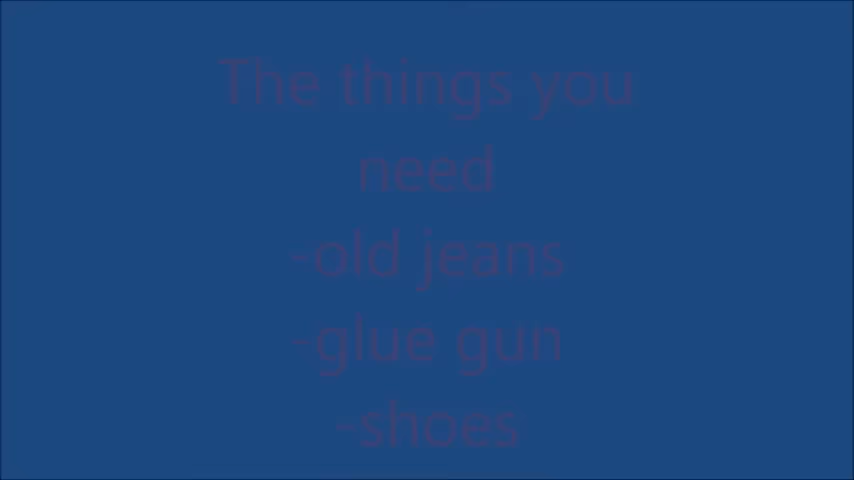 The things you
need
-old jeans
-glue gun
-shoes